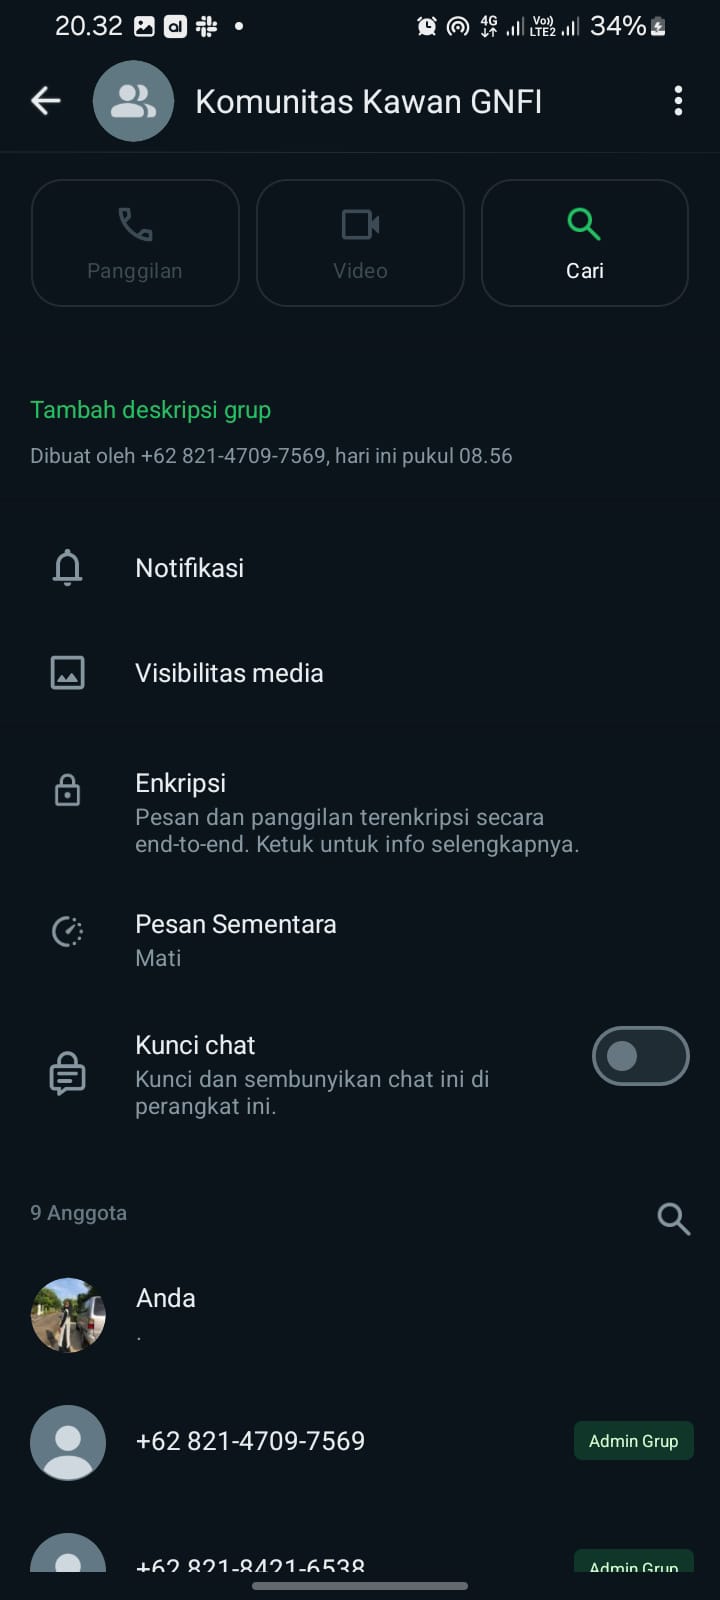 20.32
4G
Vo))
LTE2
34%
Komunitas Kawan GNFI
Panggilan
Video
Cari
Tambah deskripsi grup
Dibuat oleh +62 821-4709-7569, hari ini pukul 08.56
Notifikasi
Visibilitas media
Enkripsi
Pesan dan panggilan terenkripsi secara
end-to-end. Ketuk untuk info selengkapnya.
Pesan Sementara
Mati
Kunci chat
Kunci dan sembunyikan chat ini di
perangkat ini.
9 Anggota
Anda
.
+62 821-4709-7569
Admin Grup
+62 821-8421-6538
Admin Grup